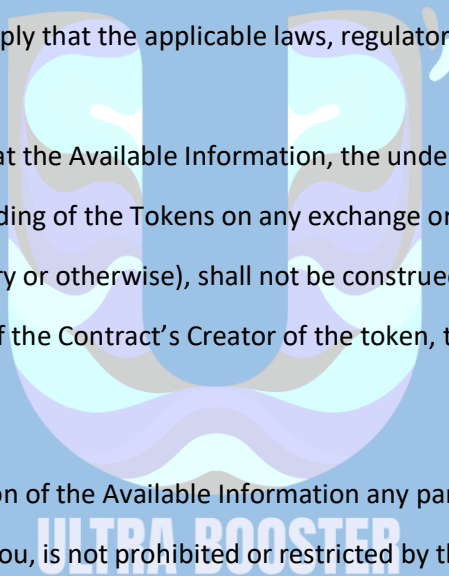 ply that the applicable laws, regulator
at the Available Information, the unde
ding of the Tokens on any exchange or
ry or otherwise), shall not be construed
f the Contract’s Creator of the token, t
on of the Available Information any par
ULTRA BOOSTER
ou, is not prohibited or restricted by th